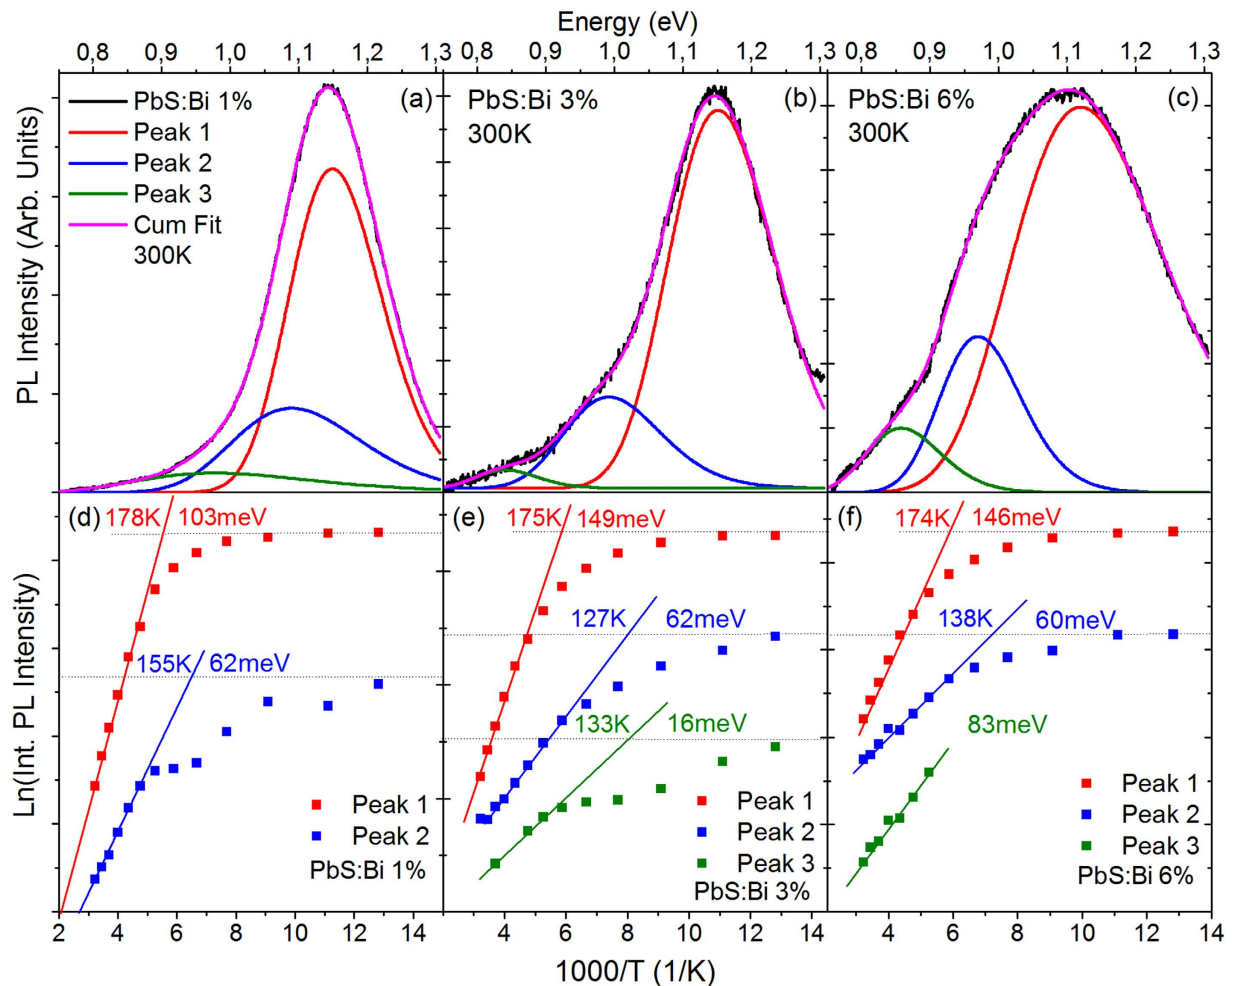 Energy (eV)
0,8 0,9 1,0 1,1 1,2 1,3
0,8 0,9 1,0 1,1 1,2 1,3
0,8 0,9 1,0 1,1 1,2 1,3
PL Intensity (Arb. Units)
PbS:Bi 1%
Peak 1
Peak 2
Peak 3
Cum Fit
300K
(a)
PbS:Bi 3%
300K
(b)
PbS:Bi 6%
300K
(c)
Ln(Int. PL Intensity)
(d)
178K 103meV
155K 62meV
Peak 1
Peak 2
PbS:Bi 1%
(e)
175K 149meV
127K 62meV
133K 16meV
Peak 1
Peak 2
Peak 3
PbS:Bi 3%
(f)
174K 146meV
138K 60meV
83meV
Peak 1
Peak 2
Peak 3
PbS:Bi 6%
2 4 6 8 10 12 14
4 6 8 10 12
4 6 8 10 12 14
1000/T (1/K)